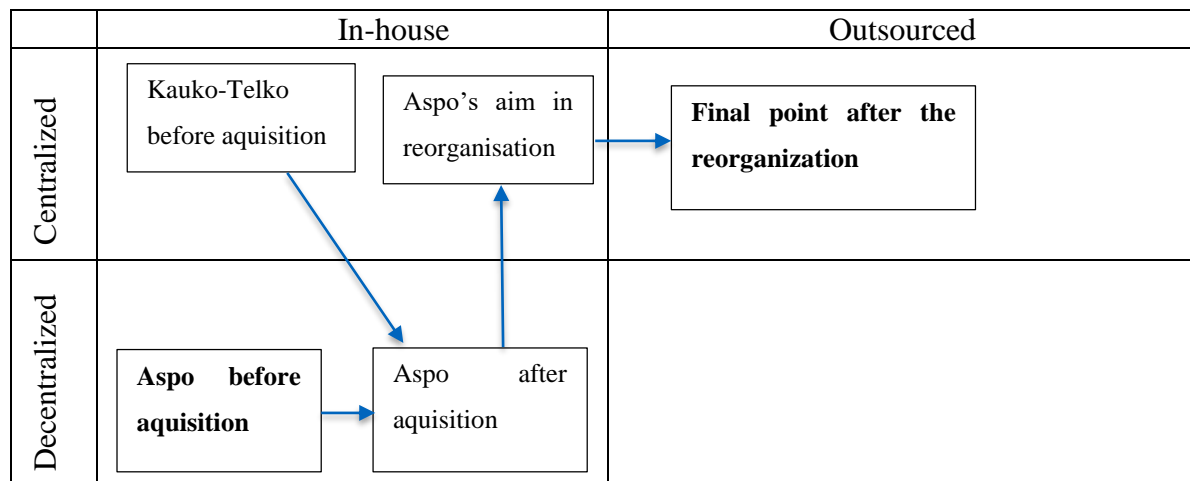 In-house
Outsourced
Centralized
Kauko-Telko
before aquisition
Aspo's aim in
reorganisation
Final point after the
reorganization
Decentralized
Aspo before
aquisition
Aspo after
aquisition